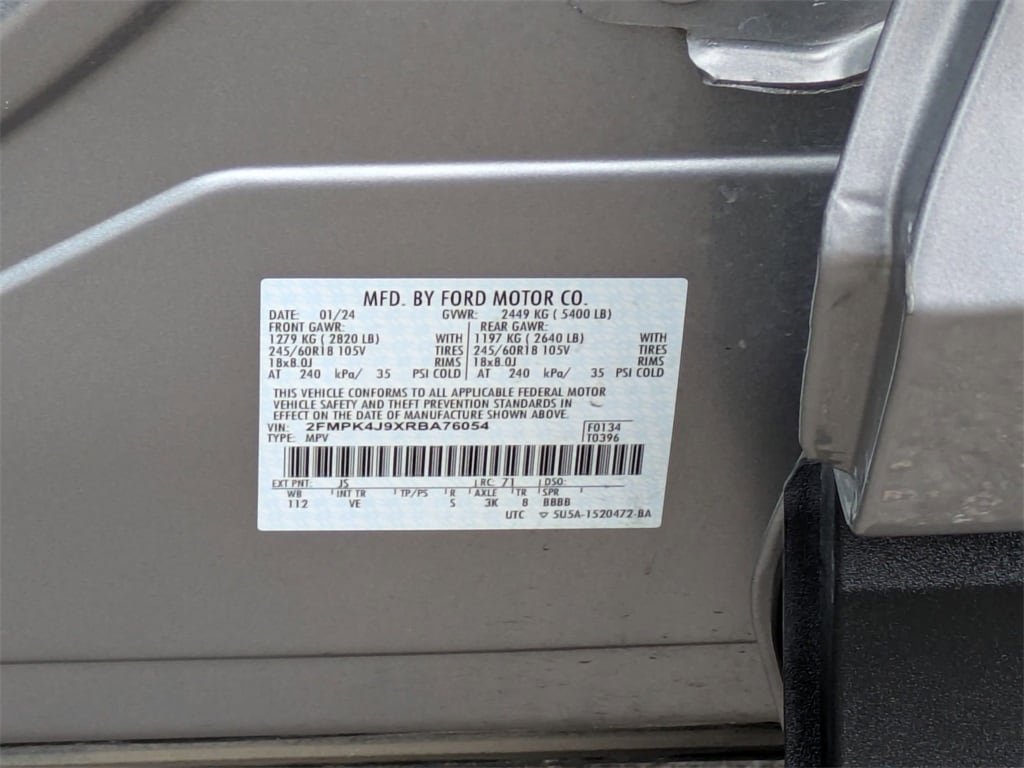 MFD. BY FORD MOTOR CO.
DATE: 01/24 GVWR: 2449 KG ( 5400 LB)
FRONT GAWR: REAR GAWR:
1279 KG ( 2820 LB) WITH 1197 KG ( 2640 LB) WITH
245/60R18 105V TIRES 245/60R18 105V TIRES
18x8.0J RIMS 18x8.0J RIMS
AT 240 kPa/ 35 PSI COLD AT 240 kPa/ 35 PSI COLD
THIS VEHICLE CONFORMS TO ALL APPLICABLE FEDERAL MOTOR
VEHICLE SAFETY AND THEFT PREVENTION STANDARDS IN
EFFECT ON THE DATE OF MANUFACTURE SHOWN ABOVE.
VIN: 2FMPK4J9XRBA76054 F0134
TYPE: MPV T0396
EXT PNT: JS RC: 71 DSO:
WB INT TR TP/PS R AXLE TR SPR
112 VE S 3K 8 BBBB
UTC ▽ 5U5A-1520472-BA